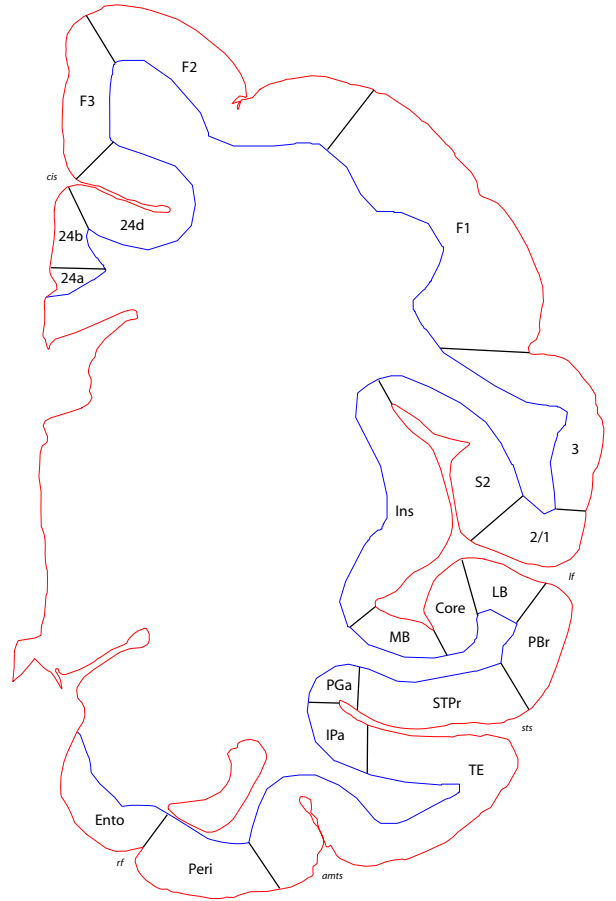 F2
F3
cis
24d
24b
24a
F1
3
S2
Ins
2/1
lf
LB
Core
MB
PBr
PGa
STPr
sts
IPa
TE
Ento
rf
Peri
amts